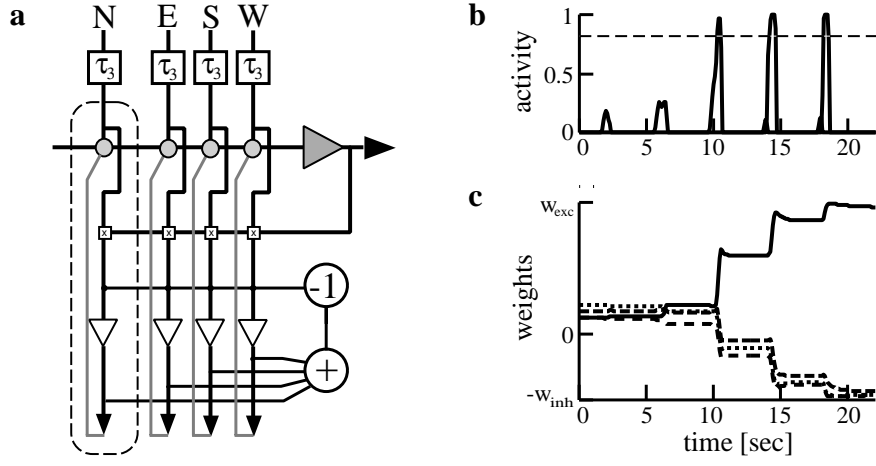 a
N E S W
τ3 τ3 τ3 τ3
x x x x
-1
+
b
activity
1
0.5
0
0 5 10 15 20
c
weights
wexc
0
-winh
0 5 10 15 20
time [sec]